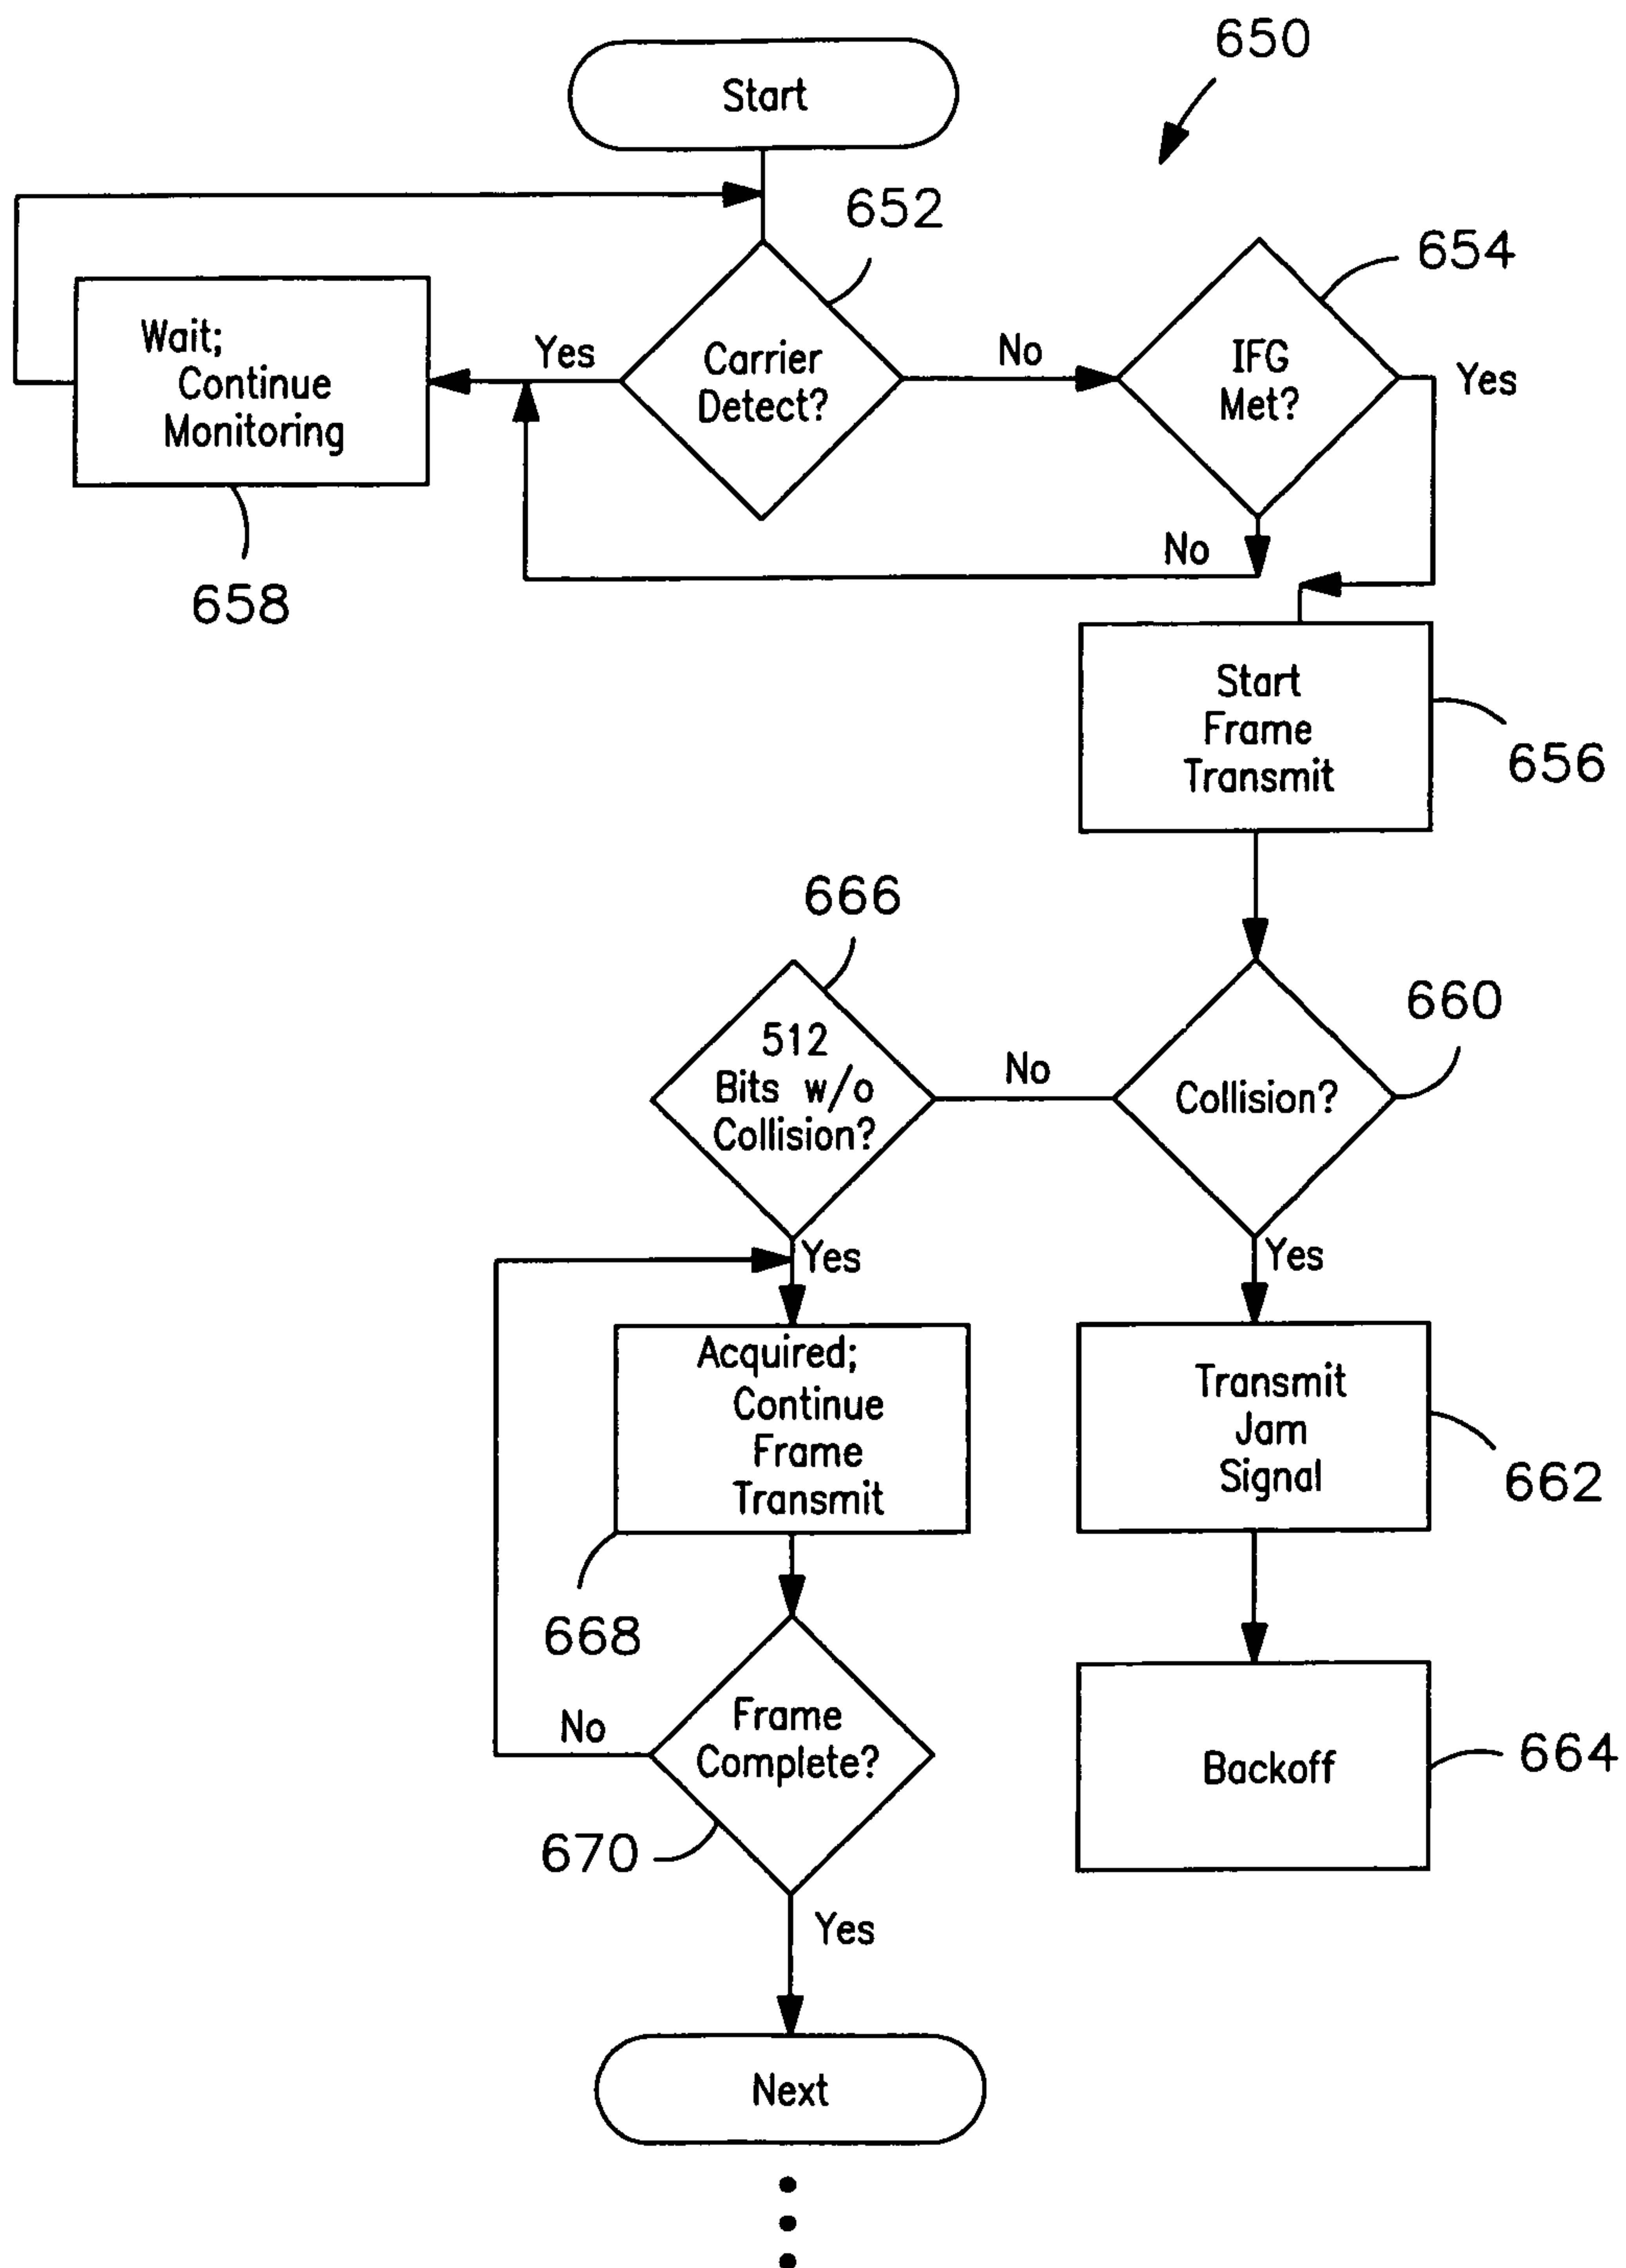 650
Start
652
654
Wait;
Continue
Monitoring
Yes
Carrier
Detect?
No
IFG
Met?
Yes
No
658
Start
Frame
Transmit
656
666
660
512
Bits w/o
Collision?
No
Collision?
Yes
Yes
Acquired;
Continue
Frame
Transmit
Transmit
Jam
Signal
662
668
Frame
Complete?
No
Backoff
664
670
Yes
Next